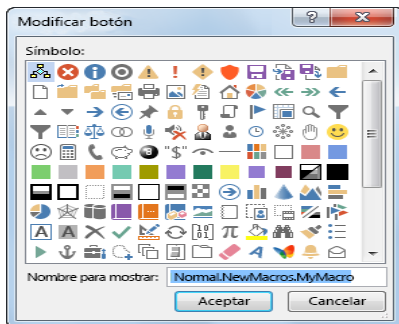 Modificar botón
Símbolo:
"$"
Nombre para mostrar: Normal.NewMacros.MyMacro
Aceptar Cancelar